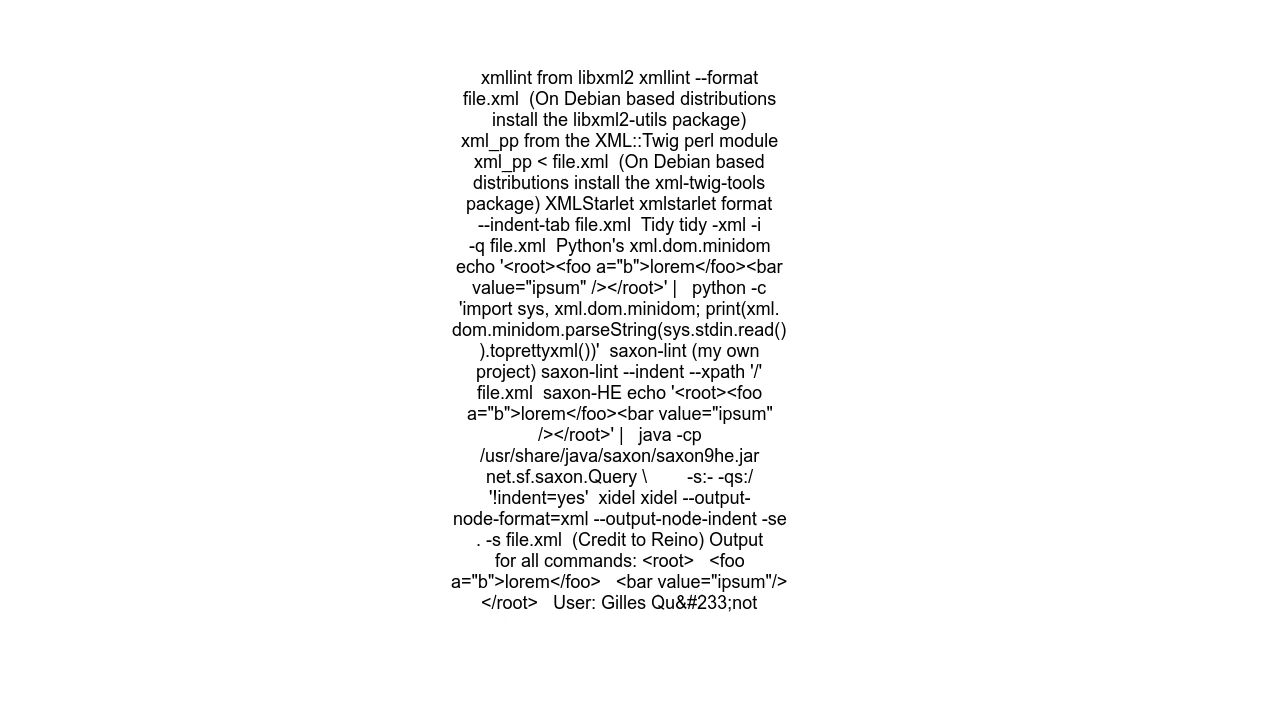 xmllint from libxml2 xmllint --format
file.xml  (On Debian based distributions
install the libxml2-utils package)
xml_pp from the XML::Twig perl module
xml_pp < file.xml  (On Debian based
distributions install the xml-twig-tools
package) XMLStarlet xmlstarlet format
--indent-tab file.xml  Tidy tidy -xml -i
-q file.xml  Python's xml.dom.minidom
echo '<root><foo a="b">lorem</foo><bar
value="ipsum" /></root>' |   python -c
'import sys, xml.dom.minidom; print(xml.
dom.minidom.parseString(sys.stdin.read()
).toprettyxml())'  saxon-lint (my own
project) saxon-lint --indent --xpath '/'
file.xml  saxon-HE echo '<root><foo
a="b">lorem</foo><bar value="ipsum"
/></root>' |   java -cp
/usr/share/java/saxon/saxon9he.jar
net.sf.saxon.Query \        -s:- -qs:/
'!indent=yes'  xidel xidel --output-
node-format=xml --output-node-indent -se
. -s file.xml  (Credit to Reino) Output
for all commands: <root>   <foo
a="b">lorem</foo>   <bar value="ipsum"/>
</root>   User: Gilles Qu&#233;not